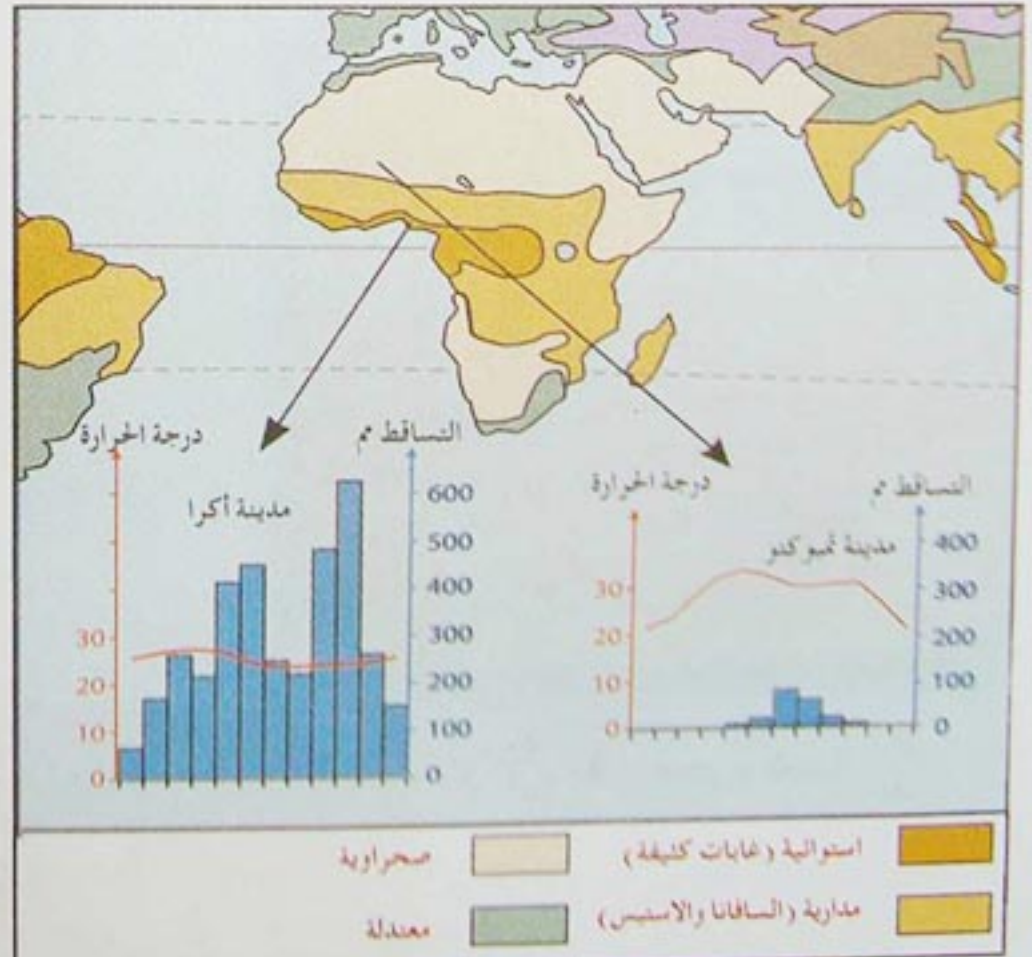 درجة الحرارة
التساقط مم
مدينة أكرا
600
500
400
300
200
100
0
30
20
10
0
درجة الحرارة
التساقط مم
مدينة تمبوكتو
400
300
200
100
0
30
20
10
0
استوائية (غابات كثيفة)
صحراوية
مدارية (السافانا والاستبس)
معتدلة